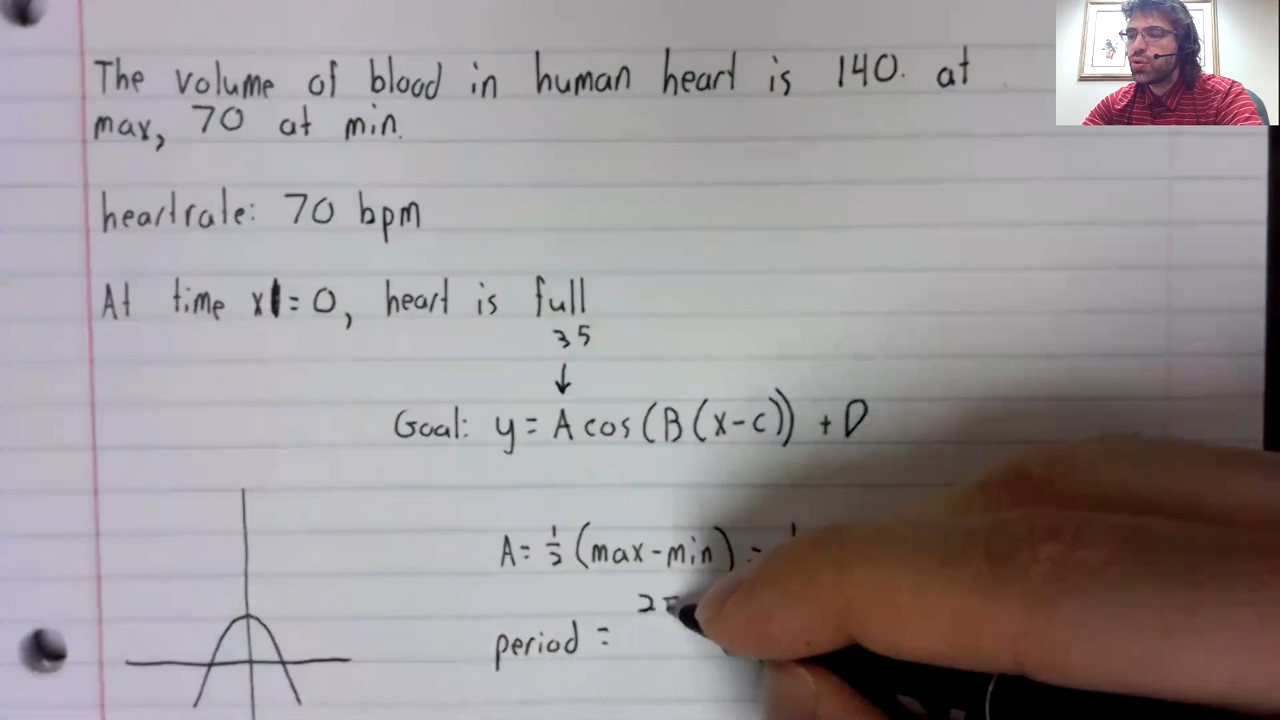 The volume of blood in human heart is 140. at
max, 70 at min.
heartrate: 70 bpm
At time x = 0, heart is full
35
↓
Goal: y = A cos(B(x-c)) + D
A = 1/2 (max - min) =
2π
period =